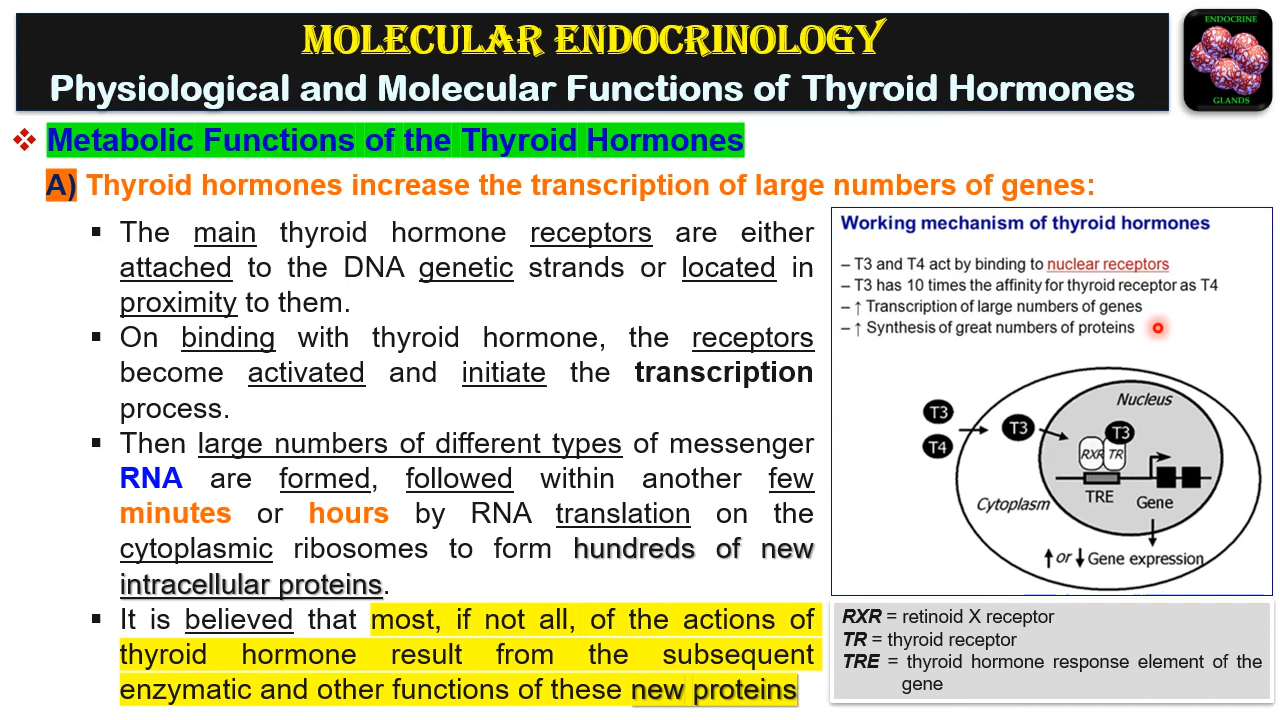 MOLECULAR ENDOCRINOLOGY
Physiological and Molecular Functions of Thyroid Hormones
ENDOCRINE
GLANDS
❖ Metabolic Functions of the Thyroid Hormones
A) Thyroid hormones increase the transcription of large numbers of genes:
▪ The main thyroid hormone receptors are either
attached to the DNA genetic strands or located in
proximity to them.
▪ On binding with thyroid hormone, the receptors
become activated and initiate the transcription
process.
▪ Then large numbers of different types of messenger
RNA are formed, followed within another few
minutes or hours by RNA translation on the
cytoplasmic ribosomes to form hundreds of new
intracellular proteins.
▪ It is believed that most, if not all, of the actions of
thyroid hormone result from the subsequent
enzymatic and other functions of these new proteins
Working mechanism of thyroid hormones
– T3 and T4 act by binding to nuclear receptors
– T3 has 10 times the affinity for thyroid receptor as T4
– ↑ Transcription of large numbers of genes
– ↑ Synthesis of great numbers of proteins
Nucleus
T3
T4
T3
T3
RXR
TR
TRE
Gene
Cytoplasm
↑ or ↓ Gene expression
RXR = retinoid X receptor
TR = thyroid receptor
TRE = thyroid hormone response element of the
gene